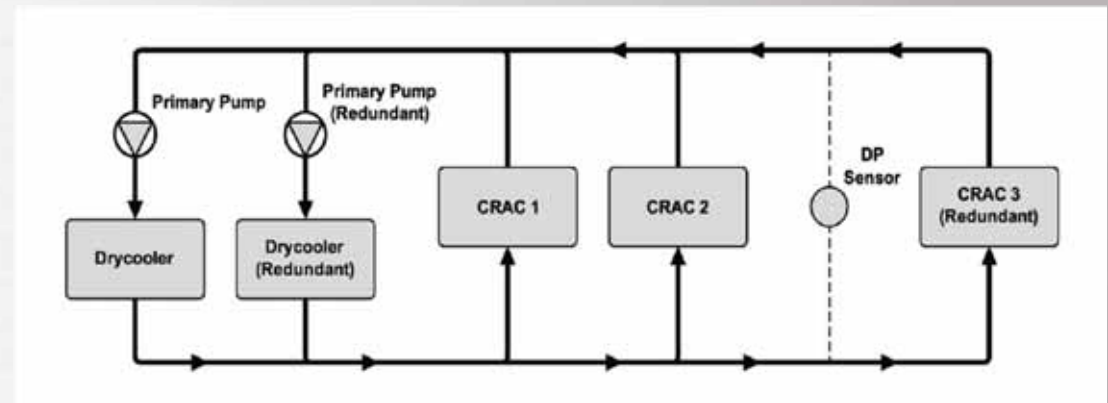 Primary Pump
Primary Pump
(Redundant)
DP
Sensor
CRAC 1
CRAC 2
CRAC 3
(Redundant)
Drycooler
Drycooler
(Redundant)